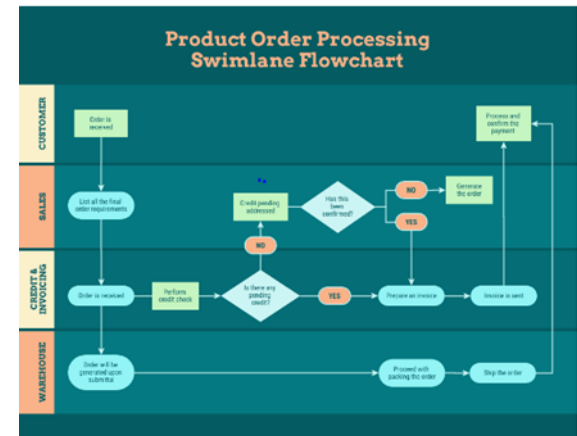 Product Order Processing
Swimlane Flowchart
CUSTOMER
Order is
received
Process and
confirm the
payment
SALES
List all the final
order requirements
Credit pending
addressed
Has this
been
confirmed?
NO
YES
Generate
the order
NO
CREDIT &
INVOICING
Order is received
Perform
credit check
Is there any
pending
credit?
YES
Prepare an invoice
Invoice is sent
WAREHOUSE
Order will be
generated upon
submittal
Proceed with
packing the order
Ship the order